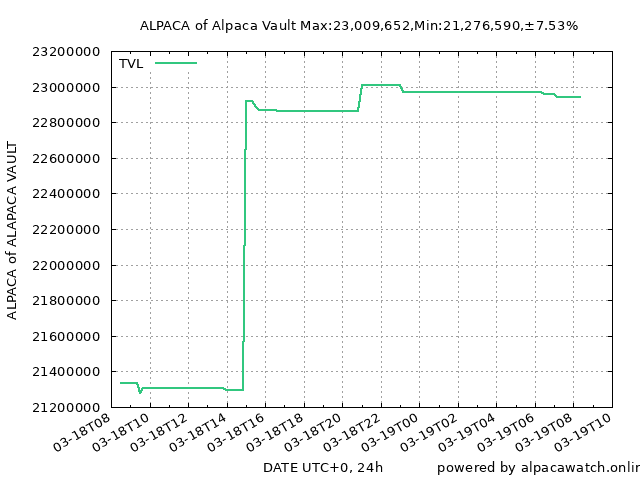 ALPACA of Alpaca Vault Max:23,009,652,Min:21,276,590,±7.53%
TVL
23200000
23000000
22800000
22600000
22400000
22200000
22000000
21800000
21600000
21400000
21200000
ALPACA of ALAPACA VAULT
03-18T08
03-18T10
03-18T12
03-18T14
03-18T16
03-18T18
03-18T20
03-18T22
03-19T00
03-19T02
03-19T04
03-19T06
03-19T08
03-19T10
DATE UTC+0, 24h
powered by alpacawatch.onlin